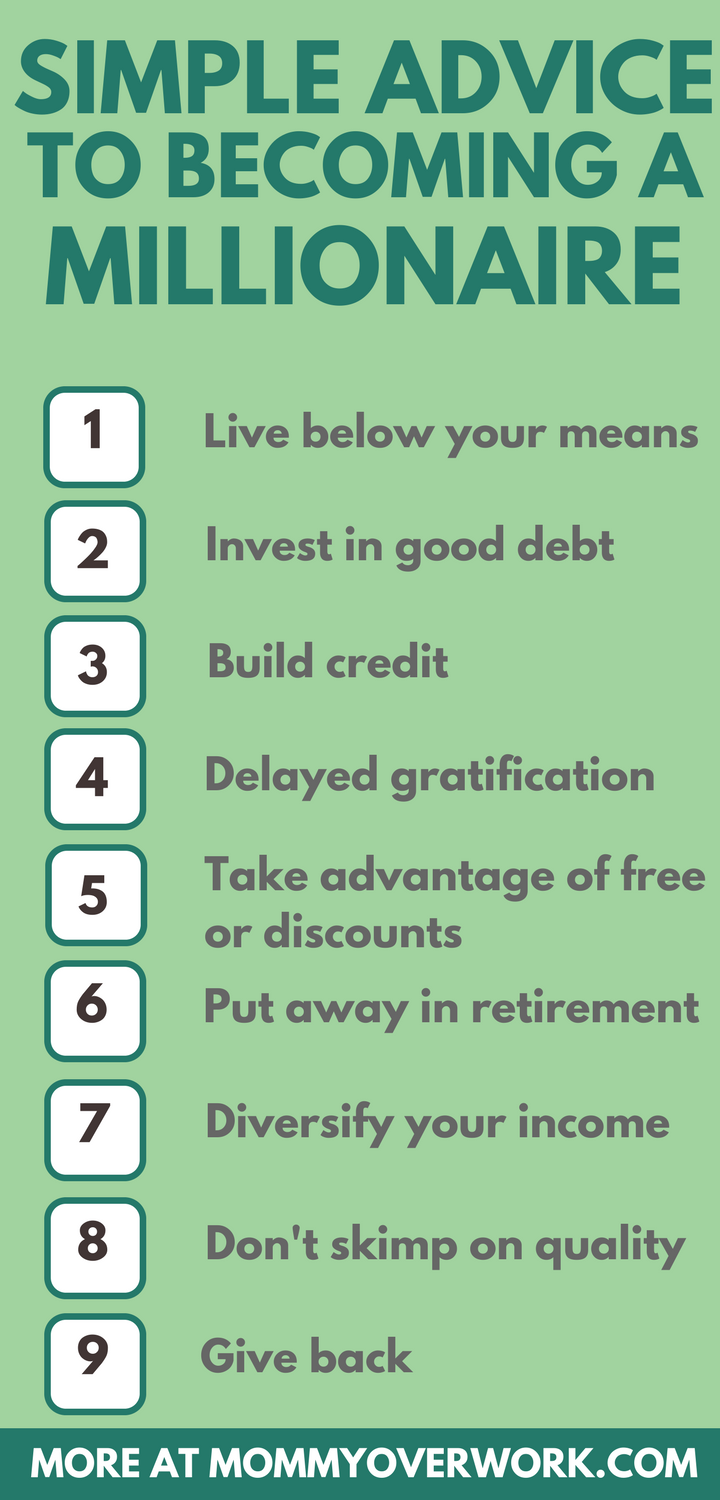 SIMPLE ADVICE
TO BECOMING A
MILLIONAIRE
1 Live below your means
2 Invest in good debt
3 Build credit
4 Delayed gratification
5 Take advantage of free
or discounts
6 Put away in retirement
7 Diversify your income
8 Don't skimp on quality
9 Give back
MORE AT MOMMYOVERWORK.COM